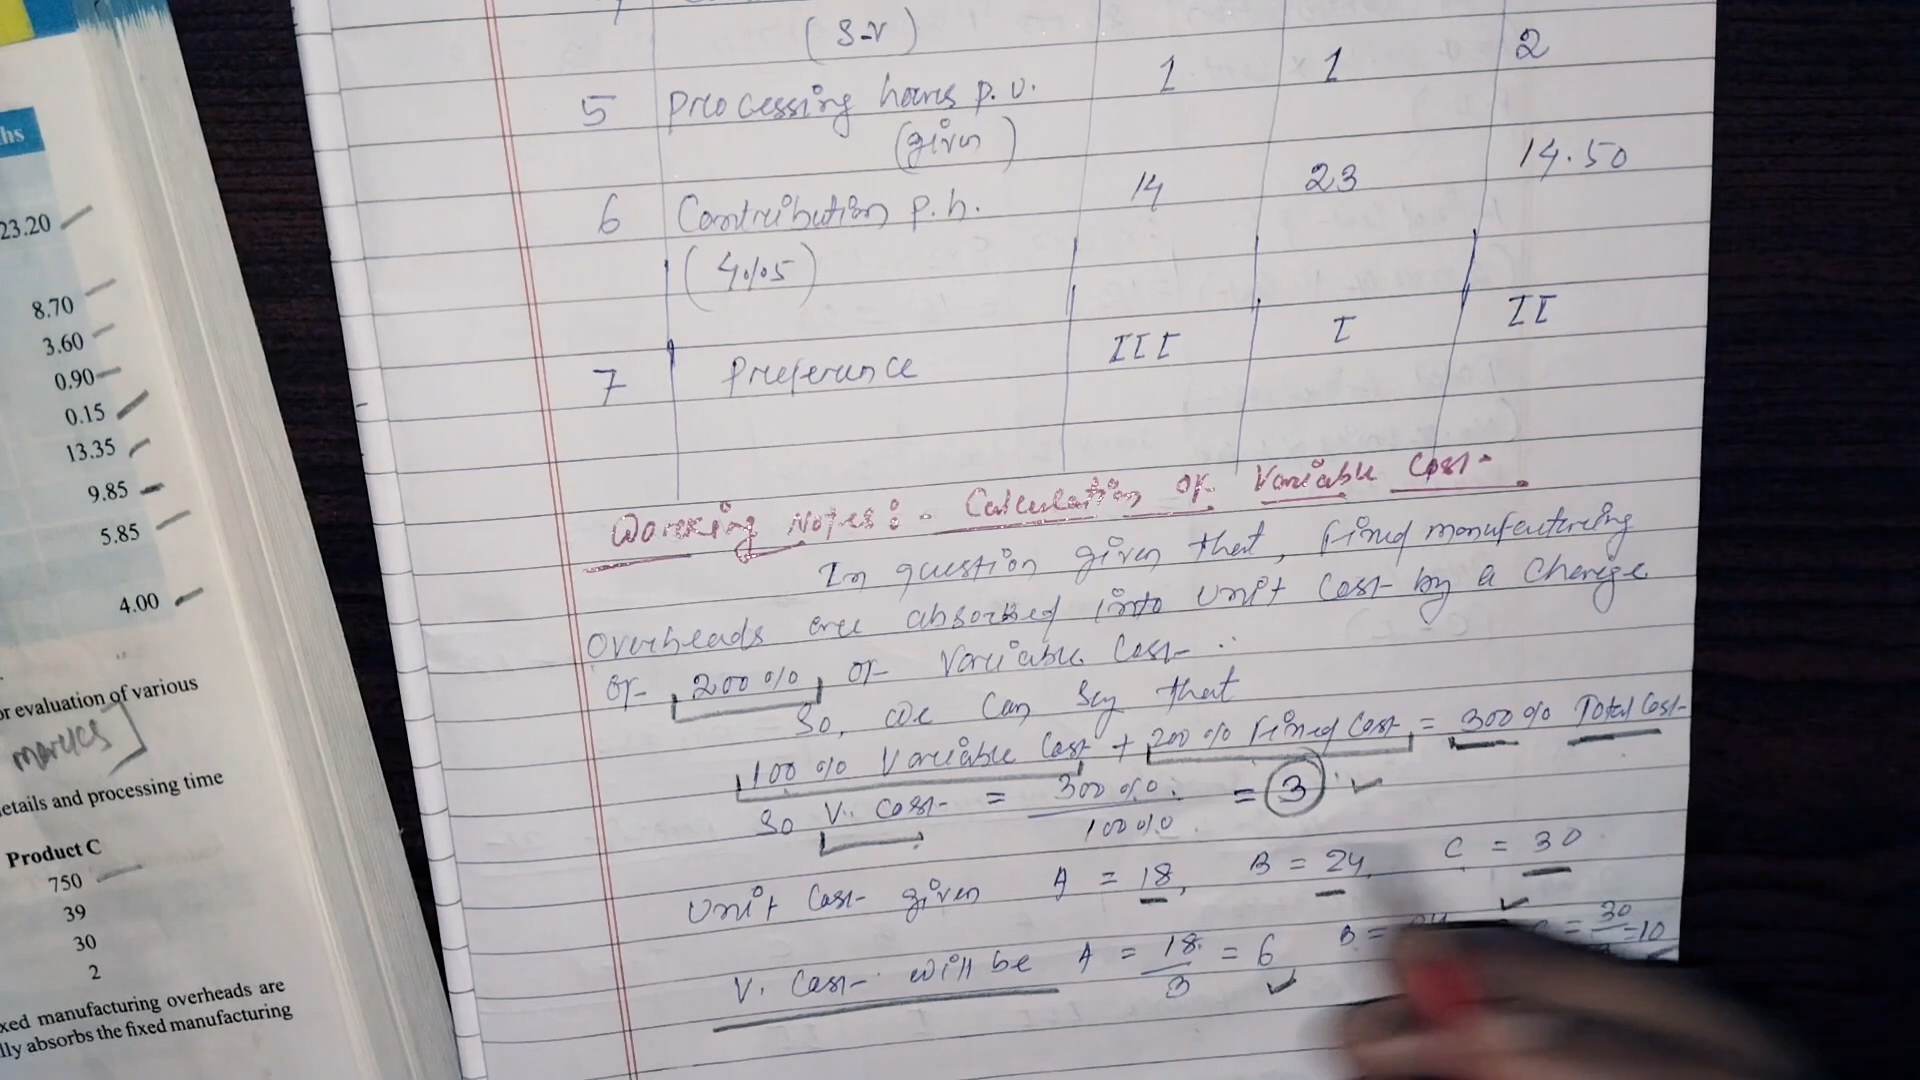 (S-V)
5 Processing hours p.u. 1 1 2
(given)
6 Contribution p.h. 14 23 14.50
(4 % 5)
7 Preference III I II
Working Notes: - Calculation of Variable Cost-
In question given that, Fixed manufacturing
Overheads are absorbed into Unit Cost by a Charge
of 200% of Variable Cost
So, we Can Say that
100% Variable Cost + 200% Fixed Cost = 300% Total Cost
So V. Cost = 300% / 100% = 3
Unit Cost given A = 18, B = 24, C = 30
V. Cost will be A = 18/3 = 6 B = = 30 =10
hs
23.20
8.70
3.60
0.90
0.15
13.35
9.85
5.85
4.00
or evaluation of various
marks
etails and processing time
Product C
750
39
30
2
xed manufacturing overheads are
lly absorbs the fixed manufacturing